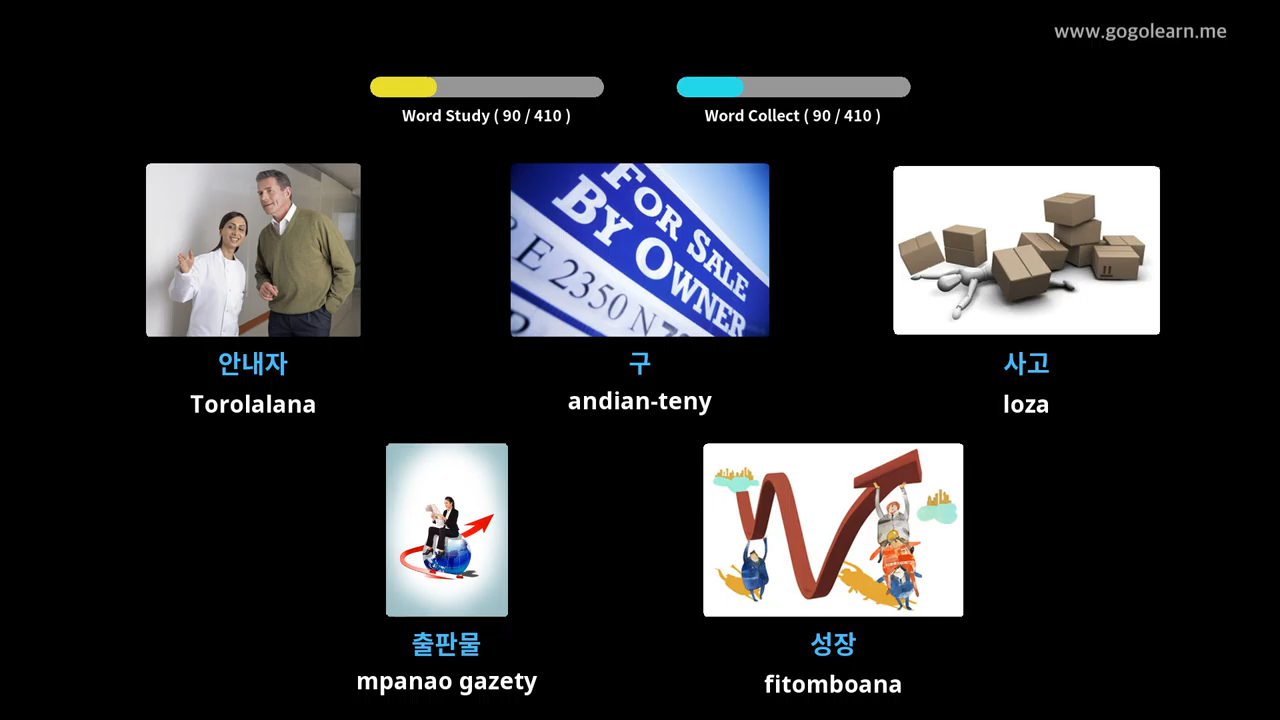 www.gogolearn.me
Word Study ( 90 / 410 )
Word Collect ( 90 / 410 )
FOR SALE
BY OWNER
E 2350 N
안내자
구
사고
Torolalana
andian-teny
loza
출판물
성장
mpanao gazety
fitomboana